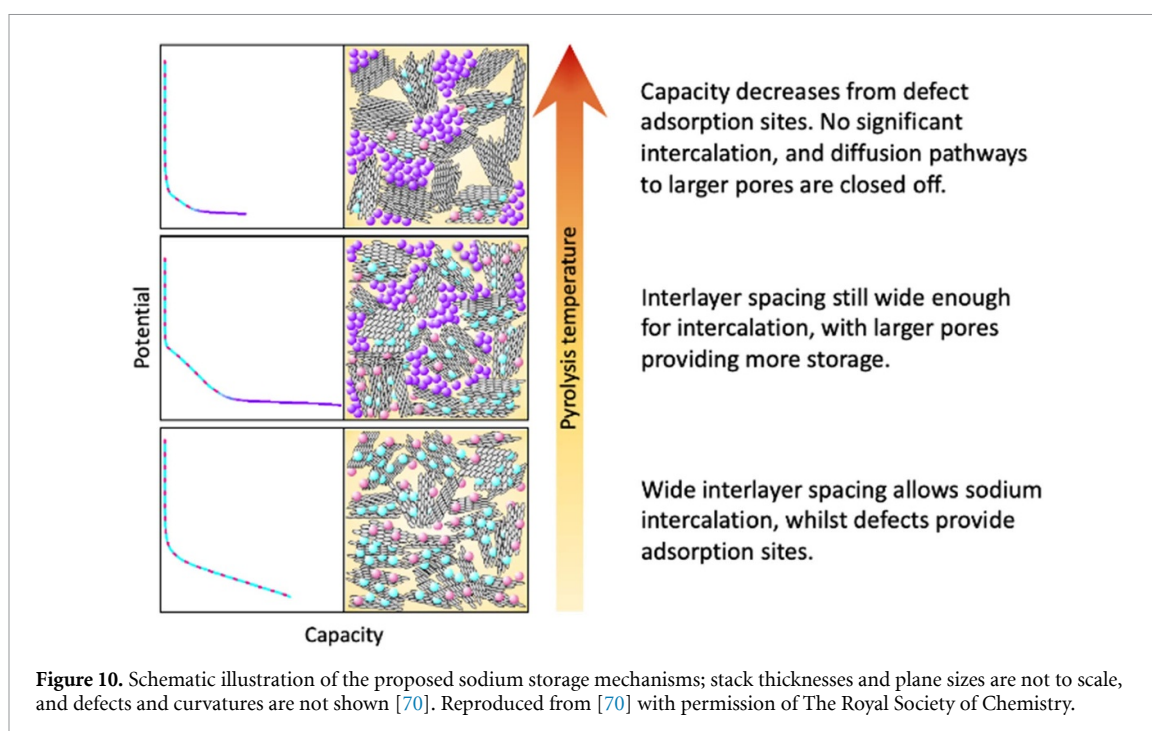 Capacity decreases from defect
adsorption sites. No significant
intercalation, and diffusion pathways
to larger pores are closed off.
Potential
Pyrolysis temperature
Interlayer spacing still wide enough
for intercalation, with larger pores
providing more storage.
Wide interlayer spacing allows sodium
intercalation, whilst defects provide
adsorption sites.
Capacity
Figure 10. Schematic illustration of the proposed sodium storage mechanisms; stack thicknesses and plane sizes are not to scale,
and defects and curvatures are not shown [70]. Reproduced from [70] with permission of The Royal Society of Chemistry.